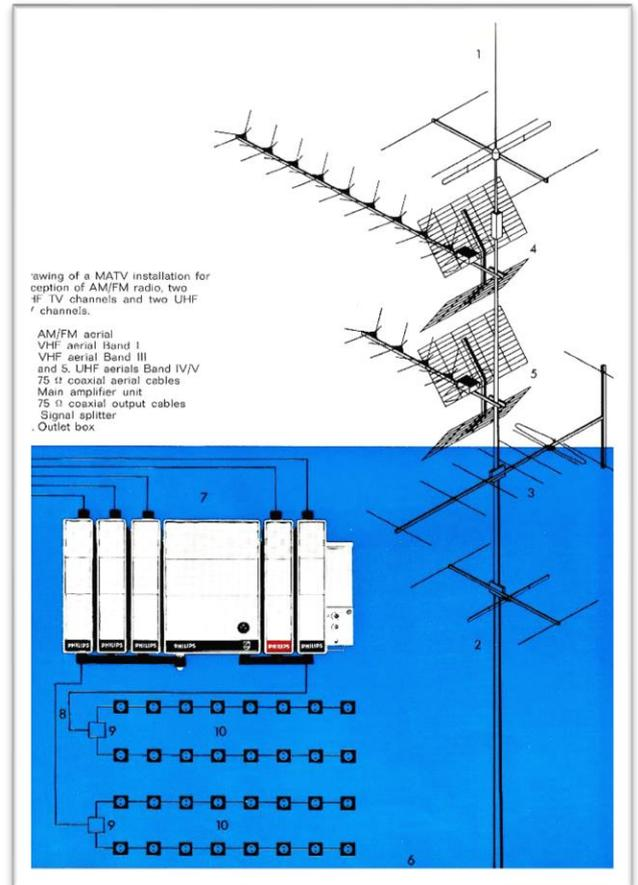 1
4
rawing of a MATV installation for
ception of AM/FM radio, two
HF TV channels and two UHF
channels.
AM/FM aerial
VHF aerial Band I
VHF aerial Band III
and 5. UHF aerials Band IV/V
75 Ω coaxial aerial cables
Main amplifier unit
75 Ω coaxial output cables
Signal splitter
. Outlet box
5
7
3
PHILIPS PHILIPS PHILIPS PHILIPS PHILIPS PHILIPS
2
8
9 10
9 10
6